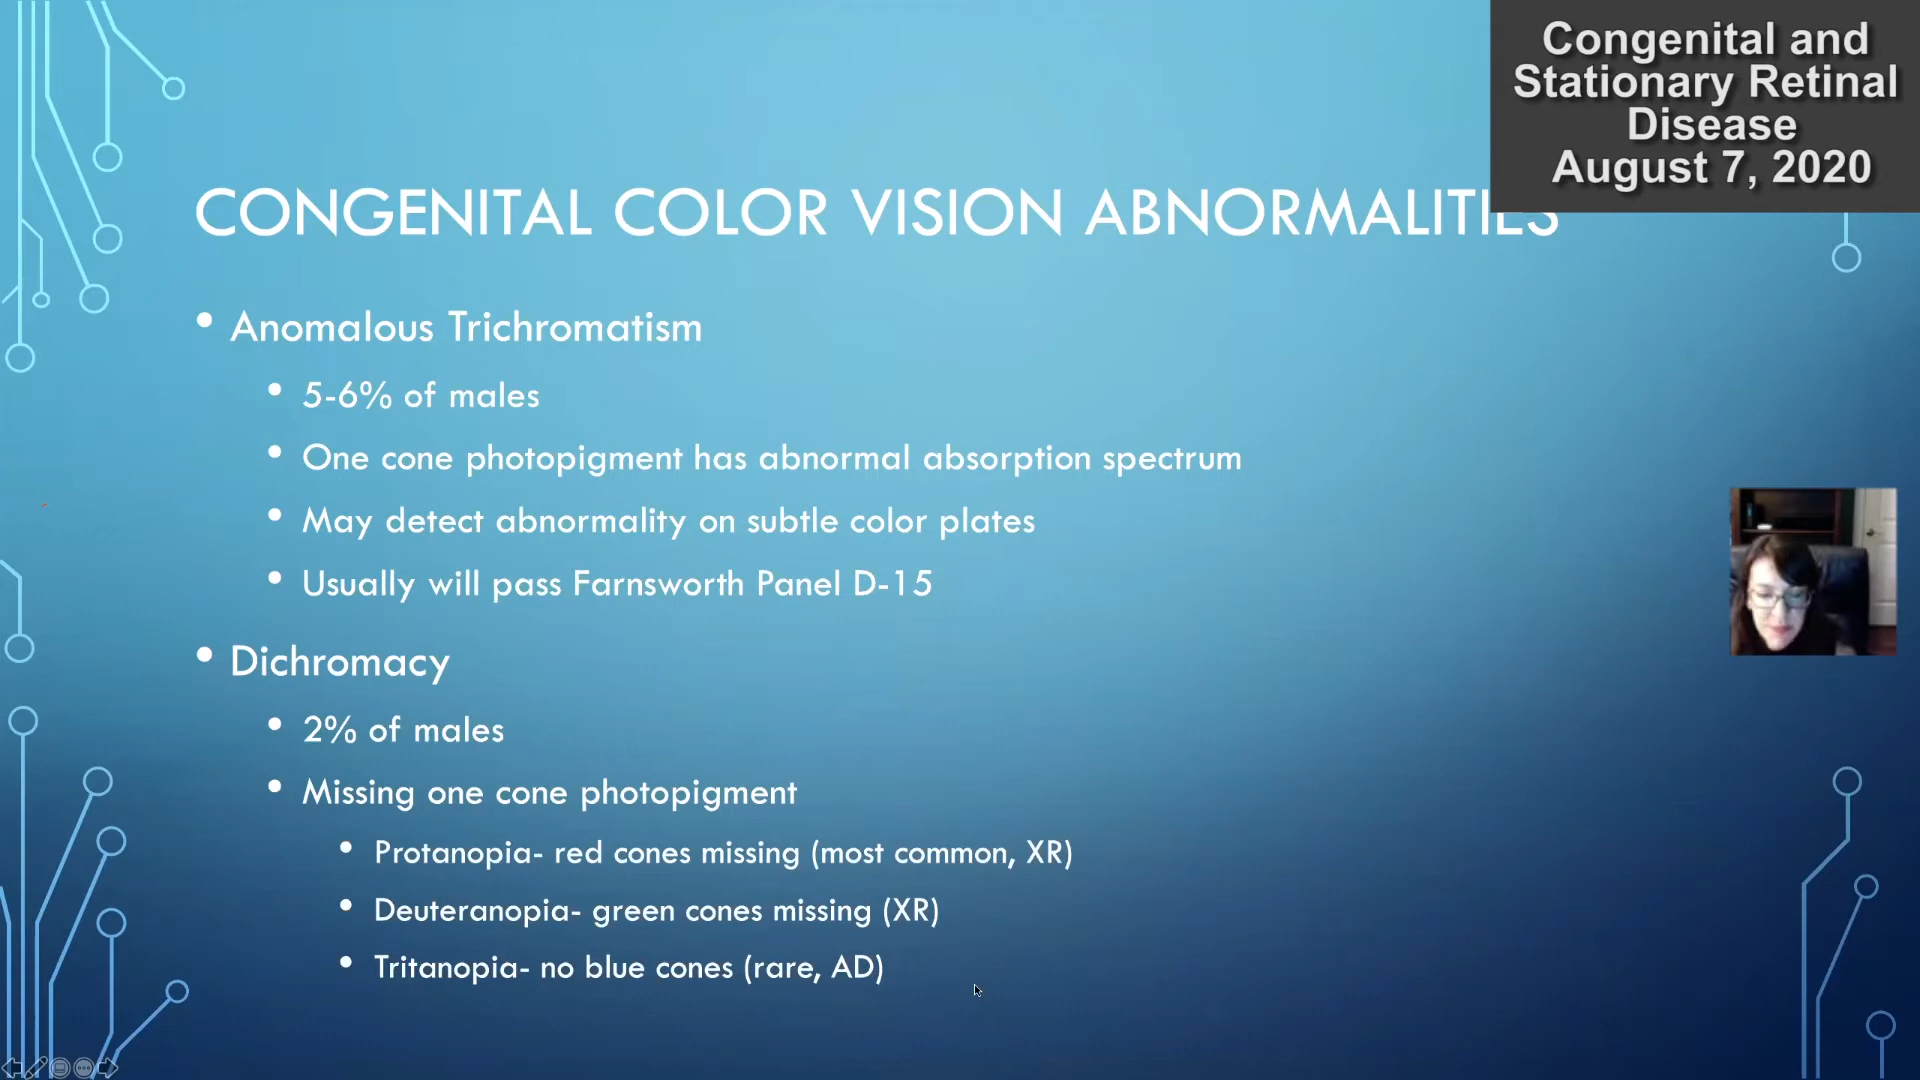 Congenital and
Stationary Retinal
Disease
August 7, 2020
CONGENITAL COLOR VISION ABNORMALITIES
• Anomalous Trichromatism
• 5-6% of males
• One cone photopigment has abnormal absorption spectrum
• May detect abnormality on subtle color plates
• Usually will pass Farnsworth Panel D-15
• Dichromacy
• 2% of males
• Missing one cone photopigment
• Protanopia- red cones missing (most common, XR)
• Deuteranopia- green cones missing (XR)
• Tritanopia- no blue cones (rare, AD)